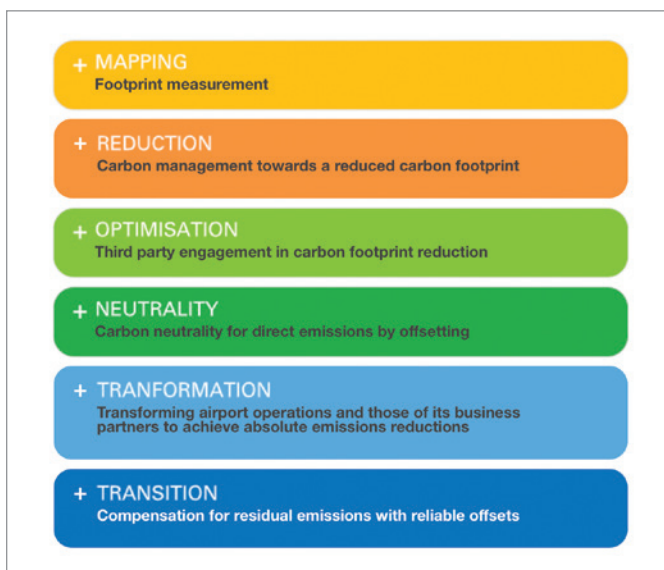 + MAPPING
Footprint measurement
+ REDUCTION
Carbon management towards a reduced carbon footprint
+ OPTIMISATION
Third party engagement in carbon footprint reduction
+ NEUTRALITY
Carbon neutrality for direct emissions by offsetting
+ TRANFORMATION
Transforming airport operations and those of its business
partners to achieve absolute emissions reductions
+ TRANSITION
Compensation for residual emissions with reliable offsets